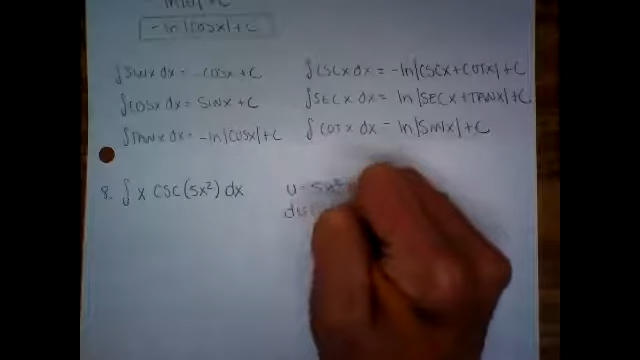 - ln|cosx| + c
∫sinx dx = -cosx + c
∫cscx dx = -ln|cscx + cotx| + c
∫cosx dx = sinx + c
∫secx dx = ln|secx + tanx| + c
∫tanx dx = -ln|cosx| + c
∫cotx dx = ln|sinx| + c
8. ∫x csc(5x²) dx
u = 5x²
du